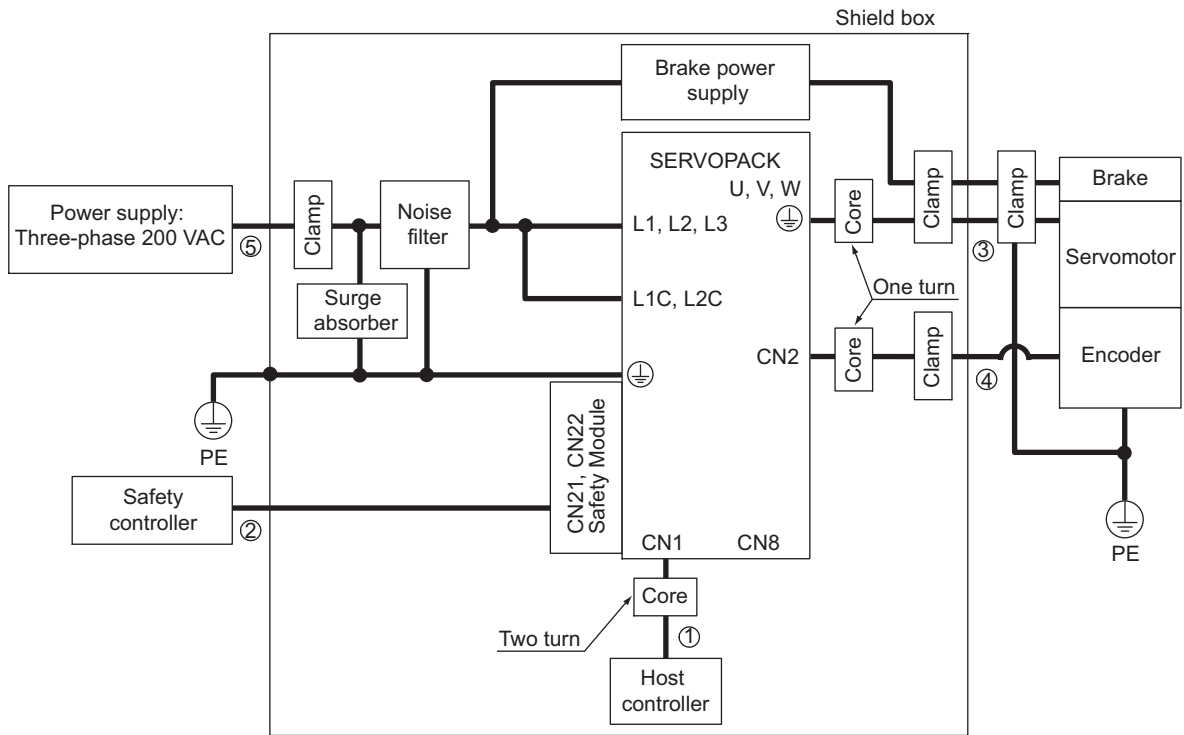 Shield box
Brake power
supply
SERVOPACK
U, V, W
Clamp
Clamp
Brake
Power supply:
Three-phase 200 VAC
⑤
Clamp
Noise
filter
L1, L2, L3
Core
③
Servomotor
One turn
Surge
absorber
L1C, L2C
CN2
Core
Clamp
④
Encoder
PE
CN21, CN22
Safety Module
Safety
controller
②
PE
CN1
CN8
Core
Two turn
①
Host
controller